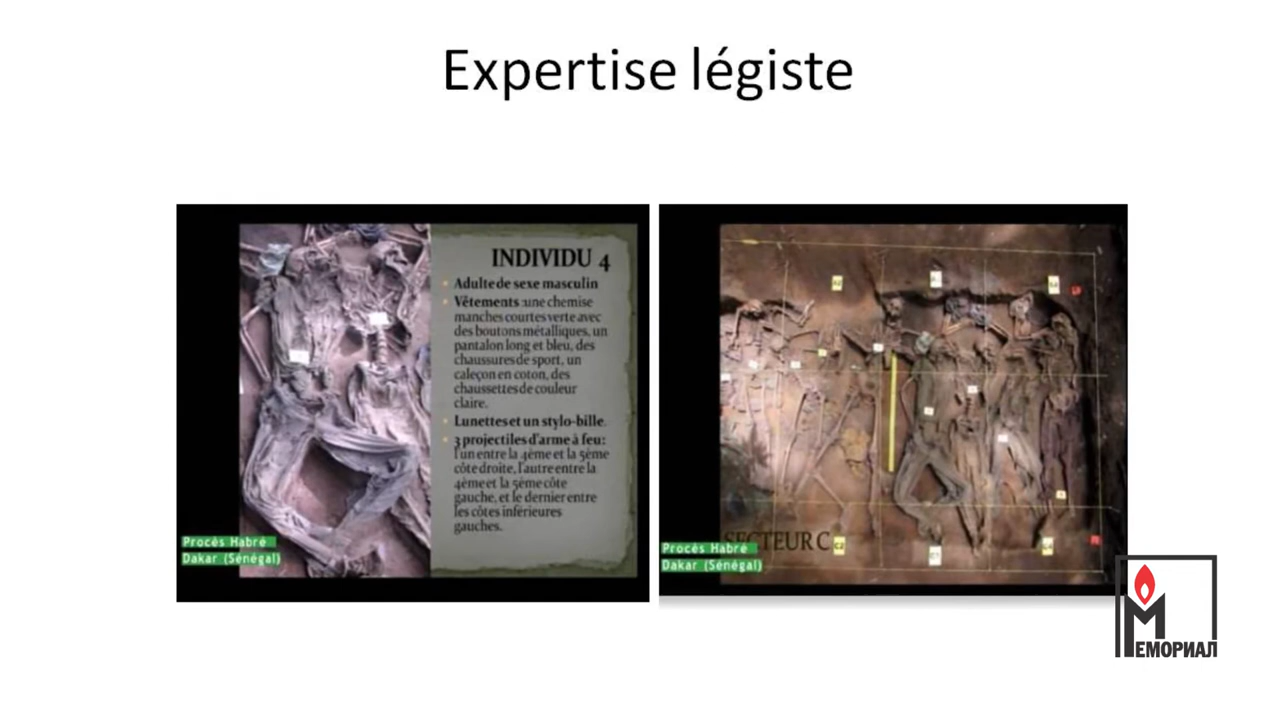 Expertise légiste
INDIVIDU 4
Adulte de sexe masculin
Vêtements :une chemise
manches courtes verte avec
des boutons métalliques, un
pantalon long et bleu, des
chaussures de sport, un
caleçon en coton, des
chaussettes de couleur
claire.
Lunettes et un stylo-bille.
3 projectiles d'arme à feu:
l'un entre la 4ème et la 5ème
côte droite, l'autre entre la
4ème et la 5ème côte
gauche, et le dernier entre
les côtes inférieures
gauches.
Procès Habré
Dakar (Sénégal)
SECTEUR C
Procès Habré
Dakar (Sénégal)
МЕМОРИАЛ